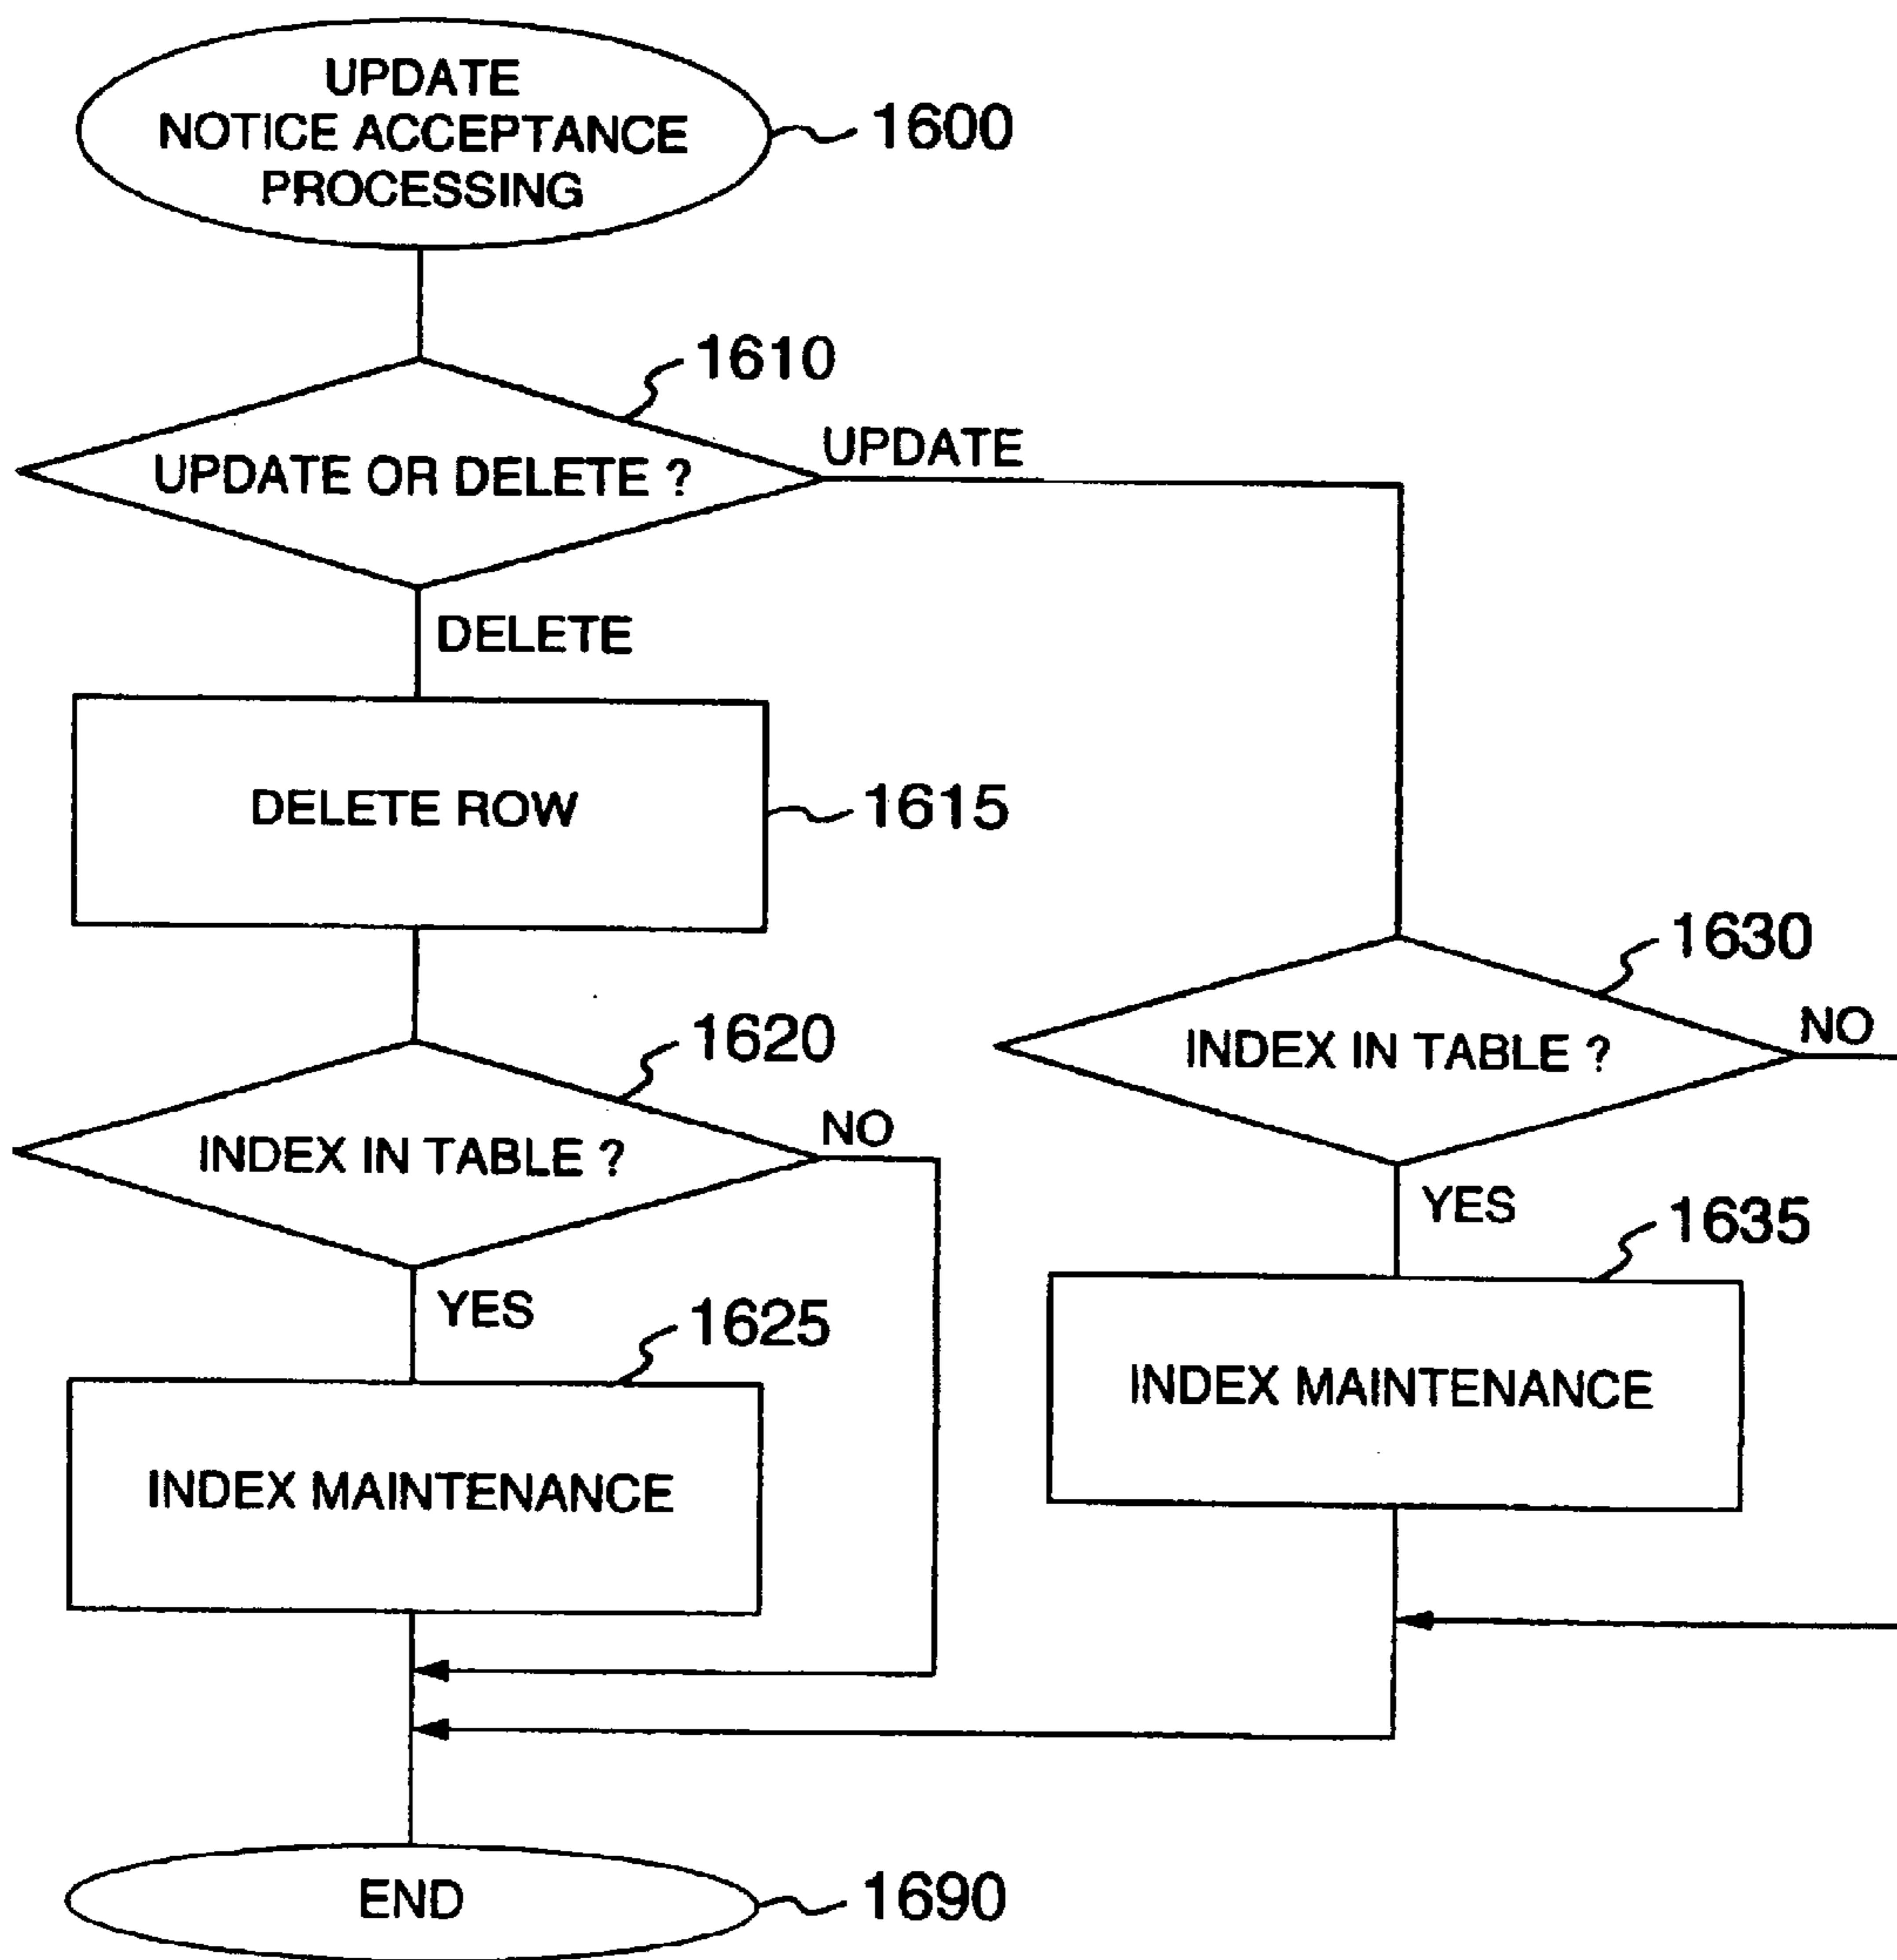 UPDATE
NOTICE ACCEPTANCE
PROCESSING
1600
1610
UPDATE OR DELETE ?
UPDATE
DELETE
DELETE ROW
1615
1620
INDEX IN TABLE ?
NO
YES
1625
INDEX MAINTENANCE
1630
INDEX IN TABLE ?
NO
YES
1635
INDEX MAINTENANCE
END
1690